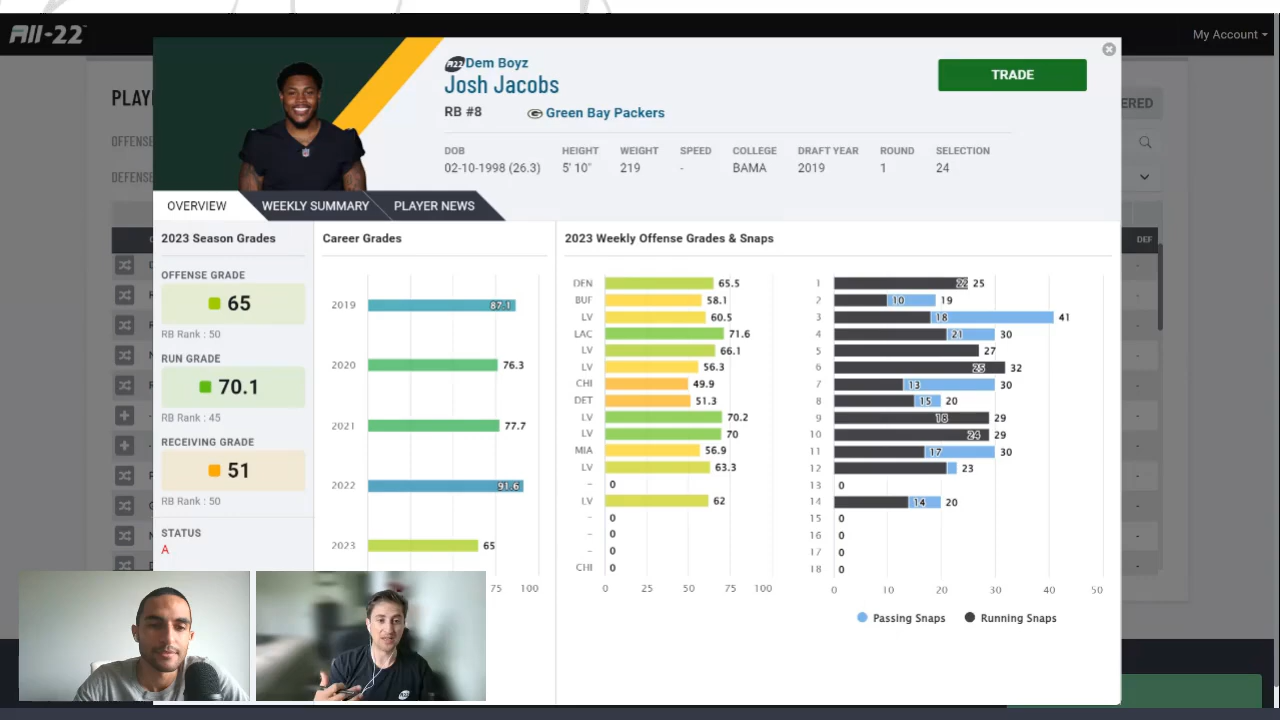 All-22
My Account
PLAY
ERED
OFFENSE
DEFENSE
DEF
Dem Boyz
Josh Jacobs
RB #8
Green Bay Packers
TRADE
DOB HEIGHT WEIGHT SPEED COLLEGE DRAFT YEAR ROUND SELECTION
02-10-1998 (26.3) 5' 10" 219 - BAMA 2019 1 24
OVERVIEW WEEKLY SUMMARY PLAYER NEWS
2023 Season Grades
OFFENSE GRADE
65
RB Rank : 50
RUN GRADE
70.1
RB Rank : 45
RECEIVING GRADE
51
RB Rank : 50
STATUS
A
Career Grades
2019 87.1
2020 76.3
2021 77.7
2022 91.6
2023 65
75 100
2023 Weekly Offense Grades & Snaps
DEN 65.5 1 22 25
BUF 58.1 2 10 19
LV 60.5 3 18 41
LAC 71.6 4 21 30
LV 66.1 5 27
LV 56.3 6 25 32
CHI 49.9 7 13 30
DET 51.3 8 15 20
LV 70.2 9 18 29
LV 70 10 24 29
MIA 56.9 11 17 30
LV 63.3 12 23
- 0 13 0
LV 62 14 14 20
- 0 15 0
- 0 16 0
- 0 17 0
CHI 0 18 0
0 25 50 75 100 0 10 20 30 40 50
Passing Snaps Running Snaps